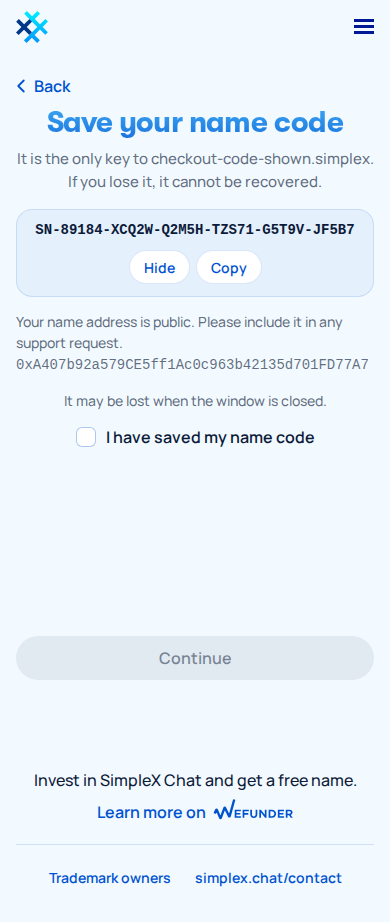 Back
Save your name code
It is the only key to checkout-code-shown.simplex.
If you lose it, it cannot be recovered.
SN-89184-XCQ2W-Q2M5H-TZS71-G5T9V-JF5B7
Hide Copy
Your name address is public. Please include it in any
support request.
0xA407b92a579CE5ff1Ac0c963b42135d701FD77A7
It may be lost when the window is closed.
I have saved my name code
Continue
Invest in SimpleX Chat and get a free name.
Learn more on WEFUNDER
Trademark owners simplex.chat/contact